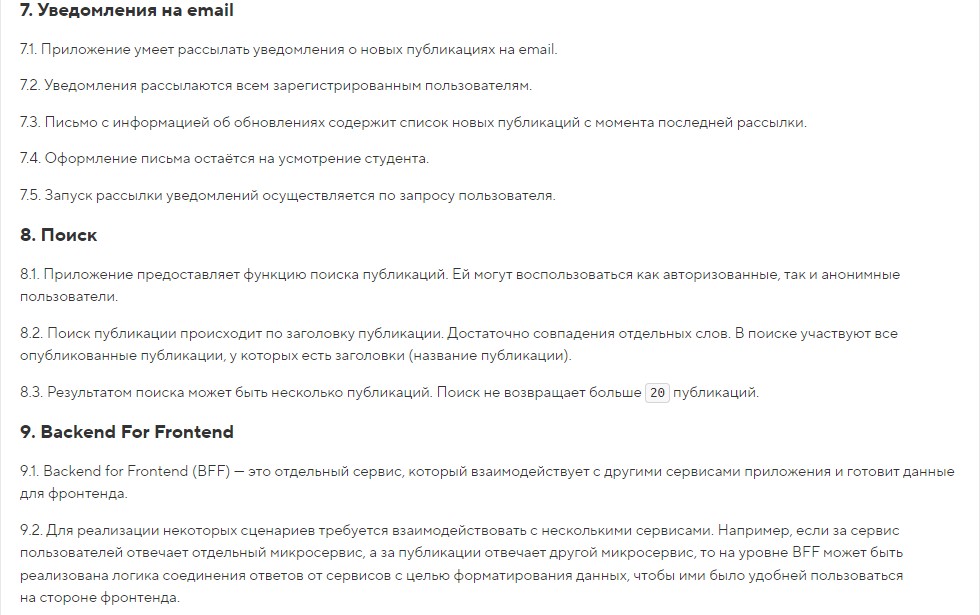 7. Уведомления на email
7.1. Приложение умеет рассылать уведомления о новых публикациях на email.
7.2. Уведомления рассылаются всем зарегистрированным пользователям.
7.3. Письмо с информацией об обновлениях содержит список новых публикаций с момента последней рассылки.
7.4. Оформление письма остаётся на усмотрение студента.
7.5. Запуск рассылки уведомлений осуществляется по запросу пользователя.
8. Поиск
8.1. Приложение предоставляет функцию поиска публикаций. Ей могут воспользоваться как авторизованные, так и анонимные
пользователи.
8.2. Поиск публикации происходит по заголовку публикации. Достаточно совпадения отдельных слов. В поиске участвуют все
опубликованные публикации, у которых есть заголовки (название публикации).
8.3. Результатом поиска может быть несколько публикаций. Поиск не возвращает больше 20 публикаций.
9. Backend For Frontend
9.1. Backend for Frontend (BFF) — это отдельный сервис, который взаимодействует с другими сервисами приложения и готовит данные
для фронтенда.
9.2. Для реализации некоторых сценариев требуется взаимодействовать с несколькими сервисами. Например, если за сервис
пользователей отвечает отдельный микросервис, а за публикации отвечает другой микросервис, то на уровне BFF может быть
реализована логика соединения ответов от сервисов с целью форматирования данных, чтобы ими было удобней пользоваться
на стороне фронтенда.